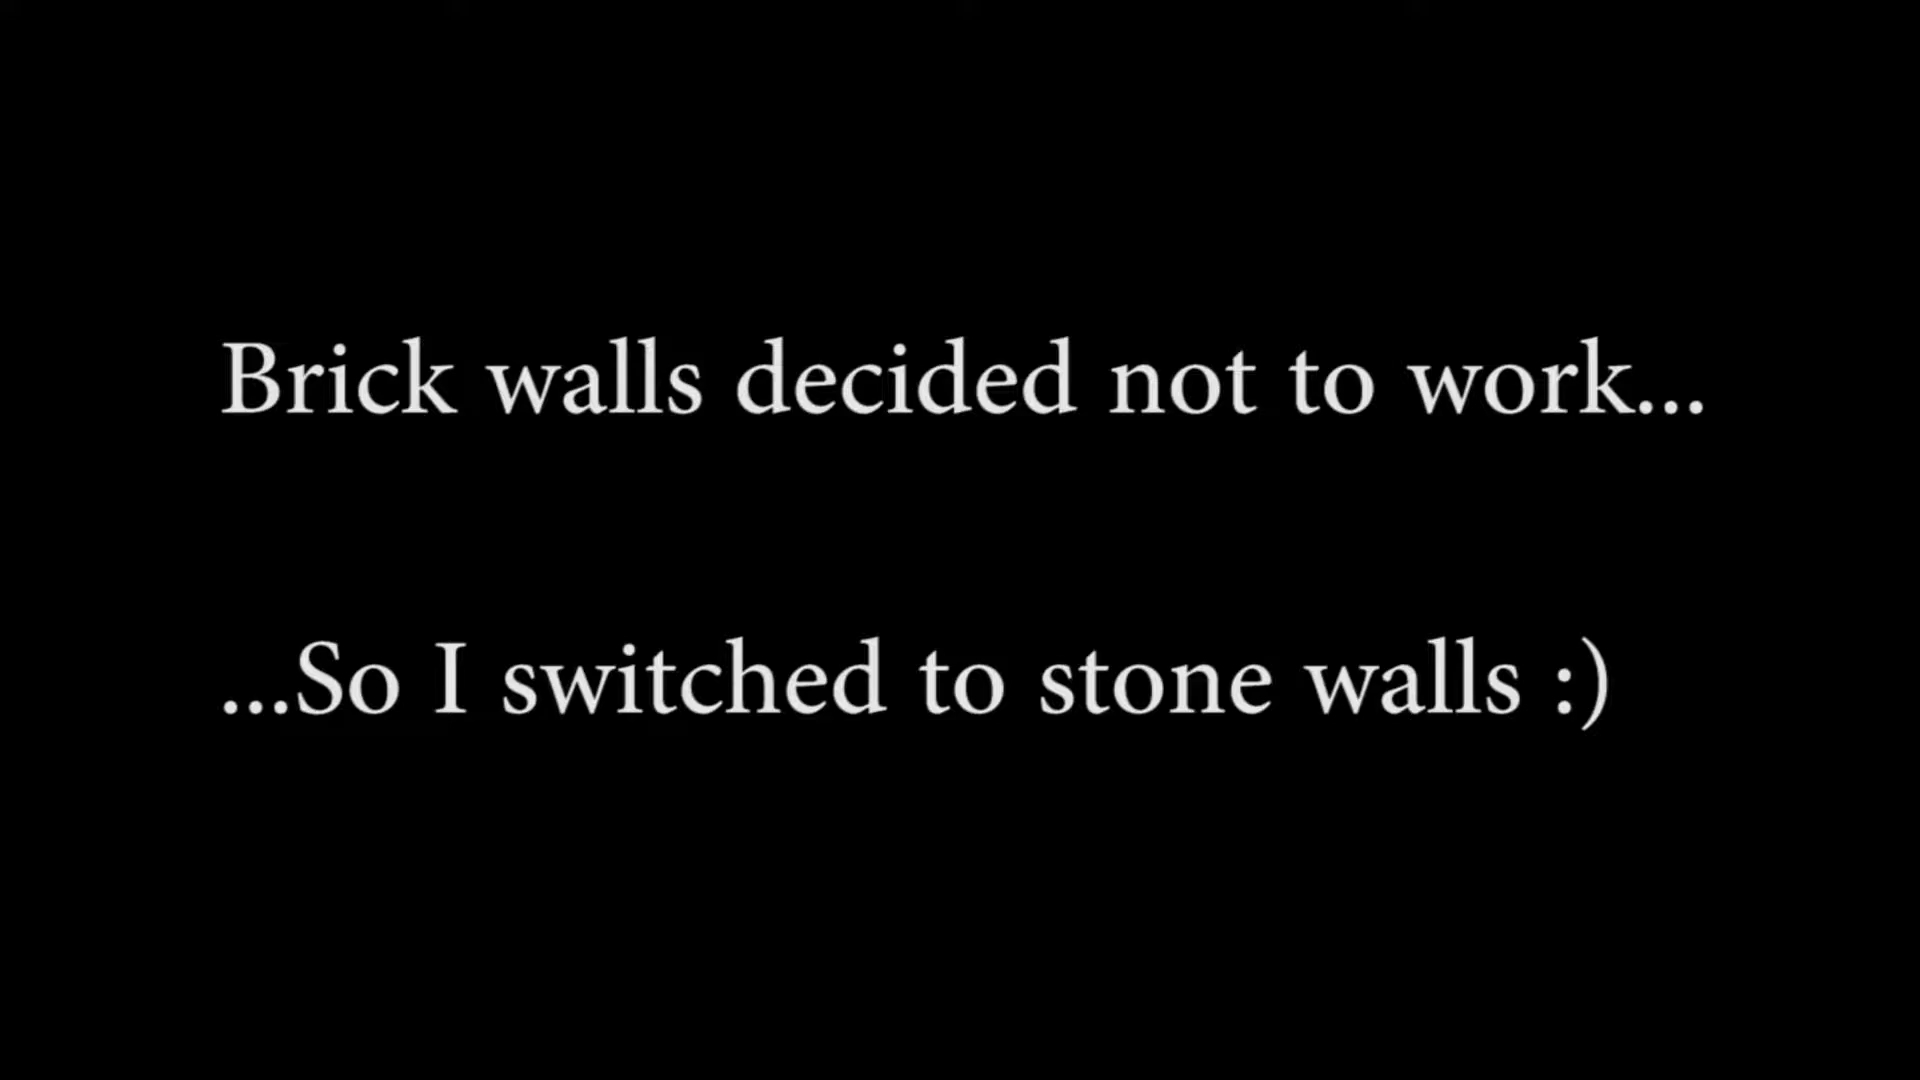 Brick walls decided not to work...
...So I switched to stone walls :)